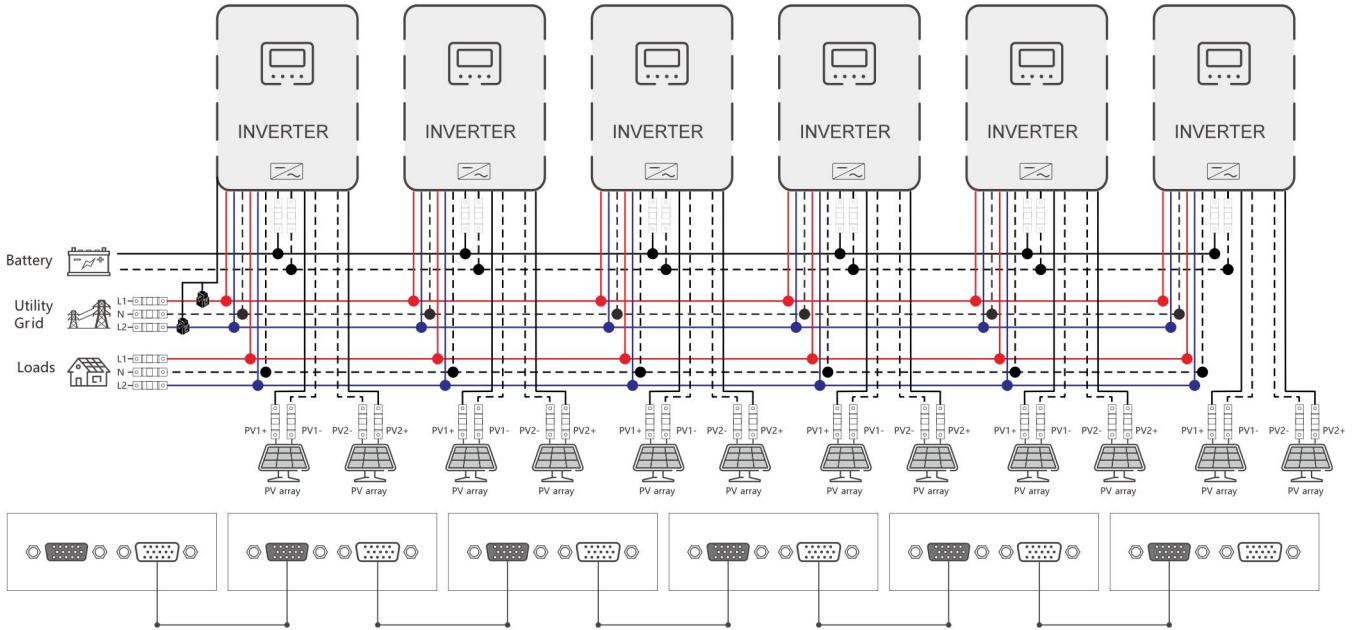 INVERTER INVERTER INVERTER INVERTER INVERTER INVERTER
Battery
Utility
Grid
L1
N
L2
Loads
L1
N
L2
PV1+ PV1- PV2- PV2+ PV1+ PV1- PV2- PV2+ PV1+ PV1- PV2- PV2+ PV1+ PV1- PV2- PV2+ PV1+ PV1- PV2- PV2+ PV1+ PV1- PV2- PV2+
PV array PV array PV array PV array PV array PV array PV array PV array PV array PV array PV array PV array